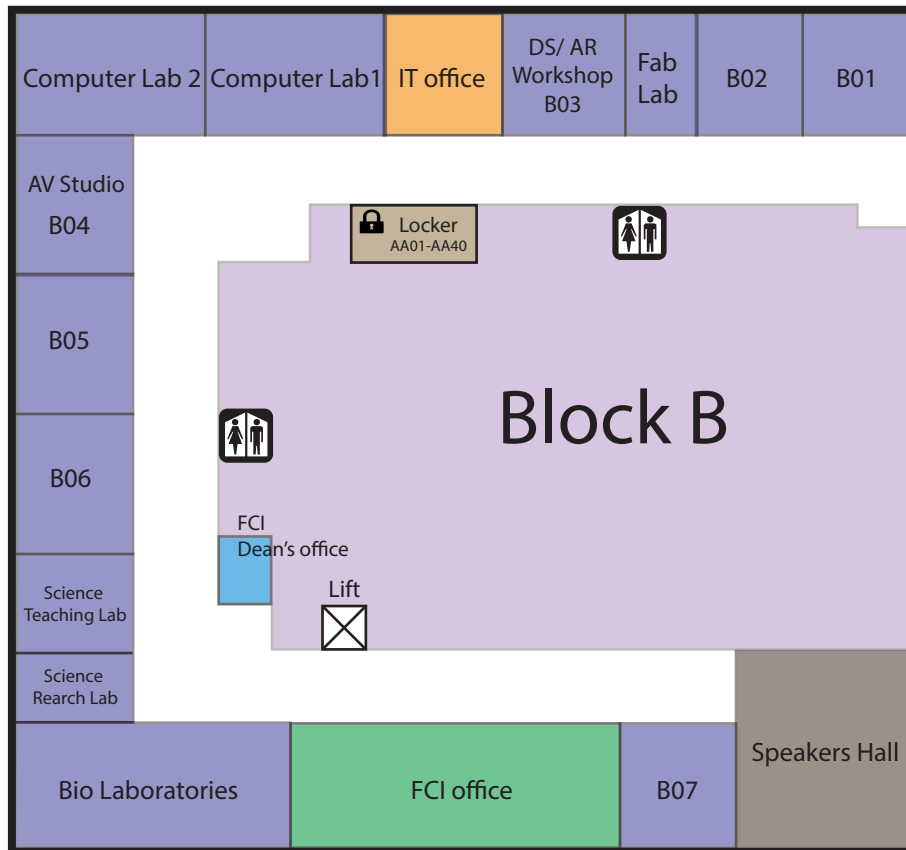 Computer Lab 2
Computer Lab1
IT office
DS/ AR
Workshop
B03
Fab
Lab
B02
B01
AV Studio
B04
Locker
AA01-AA40
B05
Block B
B06
FCI
Dean's office
Science
Teaching Lab
Lift
Science
Rearch Lab
Speakers Hall
Bio Laboratories
FCI office
B07